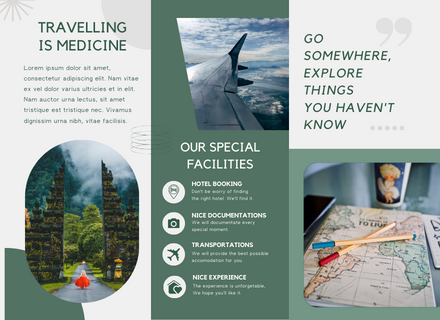 TRAVELLING
IS MEDICINE
Lorem ipsum dolor sit amet,
consectetur adipiscing elit. Nam vitae
ex vel dolor varius ultricies et in elit.
Nam auctor urna lectus, sit amet
tristique est tristique nec. Vivamus
dignissim urna nibh, vitae facilisis.
OUR SPECIAL
FACILITIES
HOTEL BOOKING
Don't be worry of finding
the right hotel. We'll find it.
NICE DOCUMENTATIONS
We will documentate every
special moment.
TRANSPORTATIONS
We will provide the best possible
accomodation for you.
NICE EXPERIENCE
The experience is unforgetable,
We hope you'll like it.
GO
SOMEWHERE,
EXPLORE
THINGS
YOU HAVEN'T
KNOW